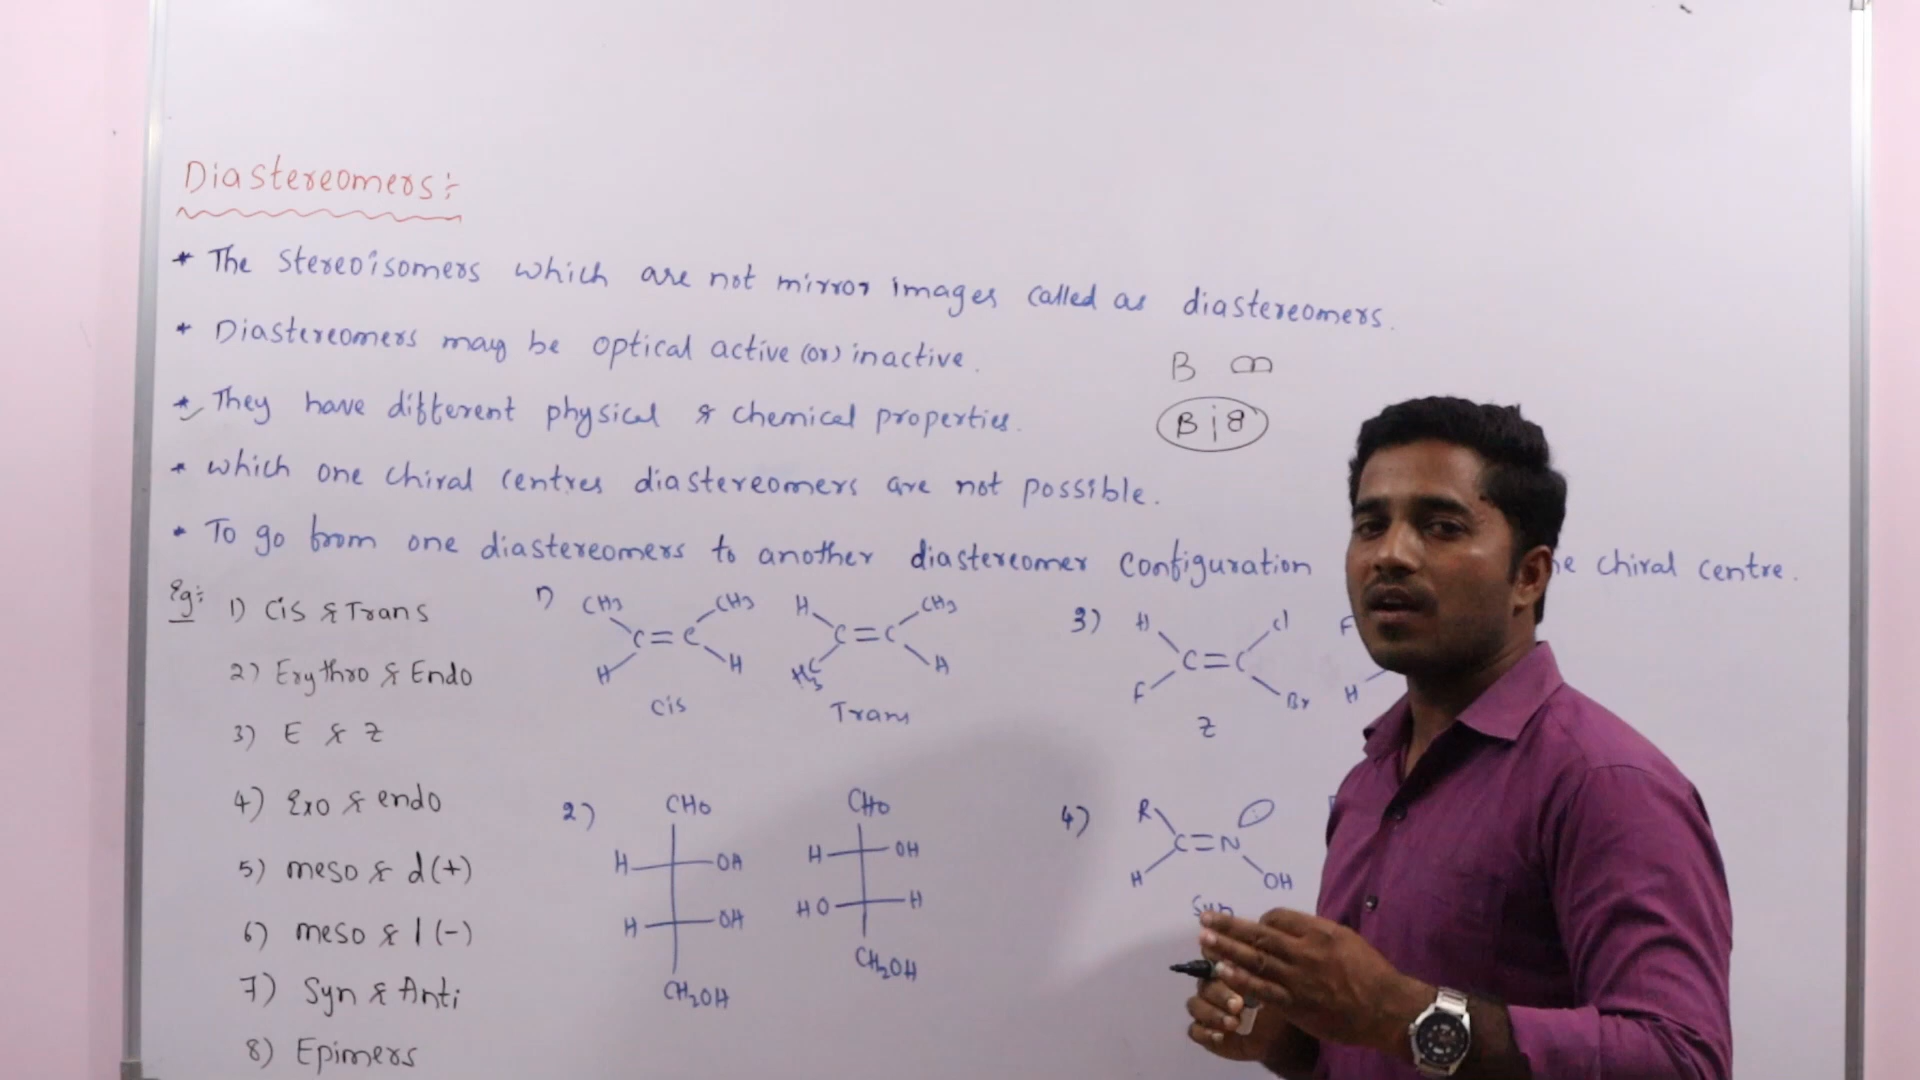 Diastereomers:-
* The stereoisomers which are not mirror images called as diastereomers.
* Diastereomers may be optical active (or) inactive.
B
* They have different physical & chemical properties.
B | 8
* which one chiral centres diastereomers are not possible.
* To go from one diastereomers to another diastereomer configuration
chiral centre.
Eg:-
1) Cis & Trans
2) Erythro & Endo
3) E & Z
4) Exo & endo
5) meso & d(+)
6) meso & l (-)
7) Syn & Anti
8) Epimers
1)
CH3 CH3
C=C
H H
Cis
H CH3
C=C
H3C H
Trans
2)
CHO
H OH
H OH
CH2OH
CHO
H OH
HO H
CH2OH
3)
H Cl
C=C
F Br
Z
F
H
4)
R
C=N
H OH
Syn